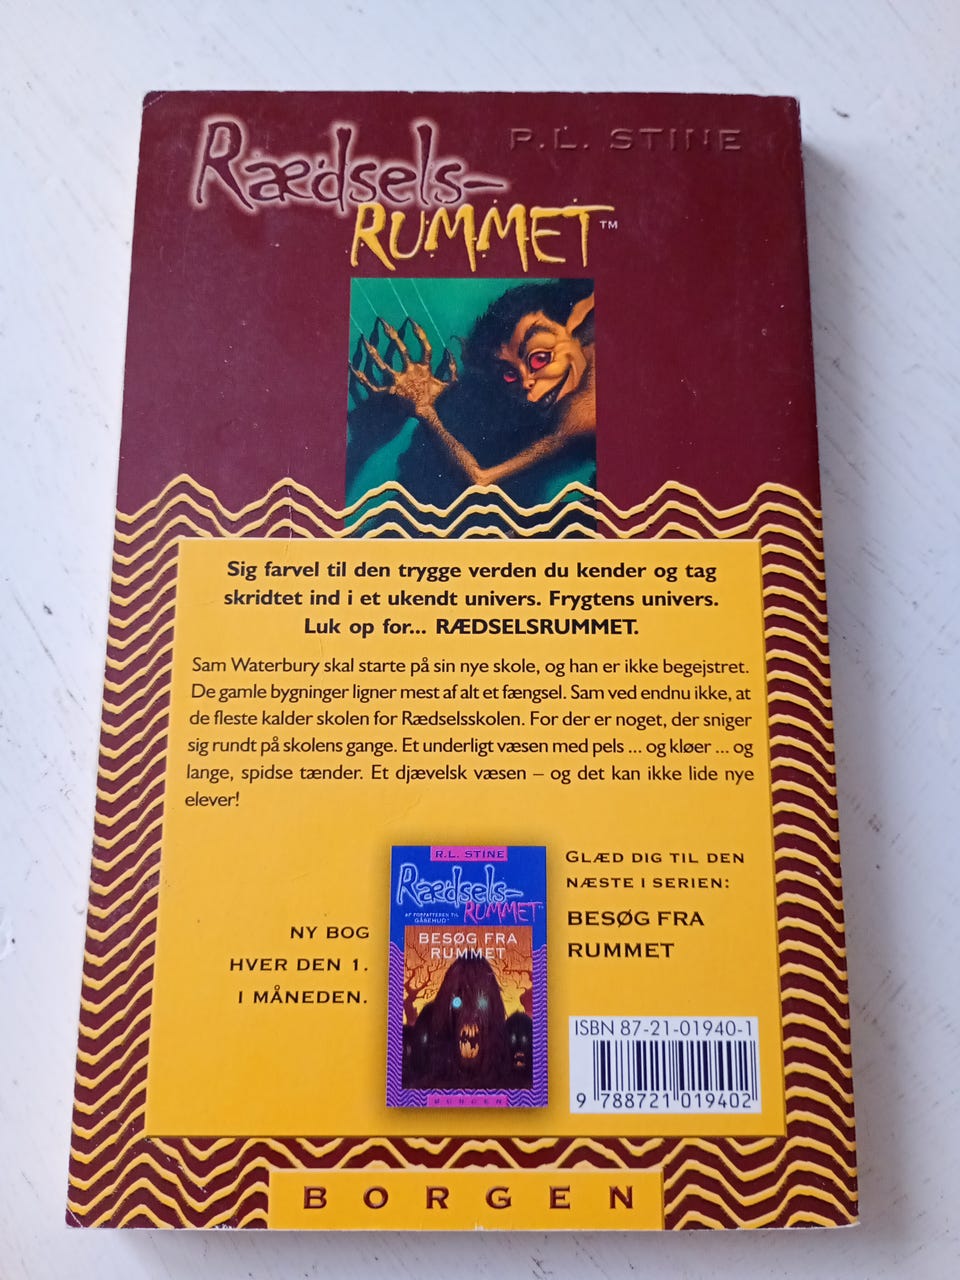 P.L. STINE
Rædsels-
RUMMET™
Sig farvel til den trygge verden du kender og tag
skridtet ind i et ukendt univers. Frygtens univers.
Luk op for... RÆDSELSRUMMET.
Sam Waterbury skal starte på sin nye skole, og han er ikke begejstret.
De gamle bygninger ligner mest af alt et fængsel. Sam ved endnu ikke, at
de fleste kalder skolen for Rædselsskolen. For der er noget, der sniger
sig rundt på skolens gange. Et underligt væsen med pels ... og kløer ... og
lange, spidse tænder. Et djævelsk væsen – og det kan ikke lide nye
elever!
NY BOG
HVER DEN 1.
I MÅNEDEN.
R.L. STINE
Rædsels-
RUMMET™
AF FORFATTEREN TIL
GÅSEHUD™
BESØG FRA
RUMMET
BORGEN
GLÆD DIG TIL DEN
NÆSTE I SERIEN:
BESØG FRA
RUMMET
ISBN 87-21-01940-1
9 788721 019402
BORGEN